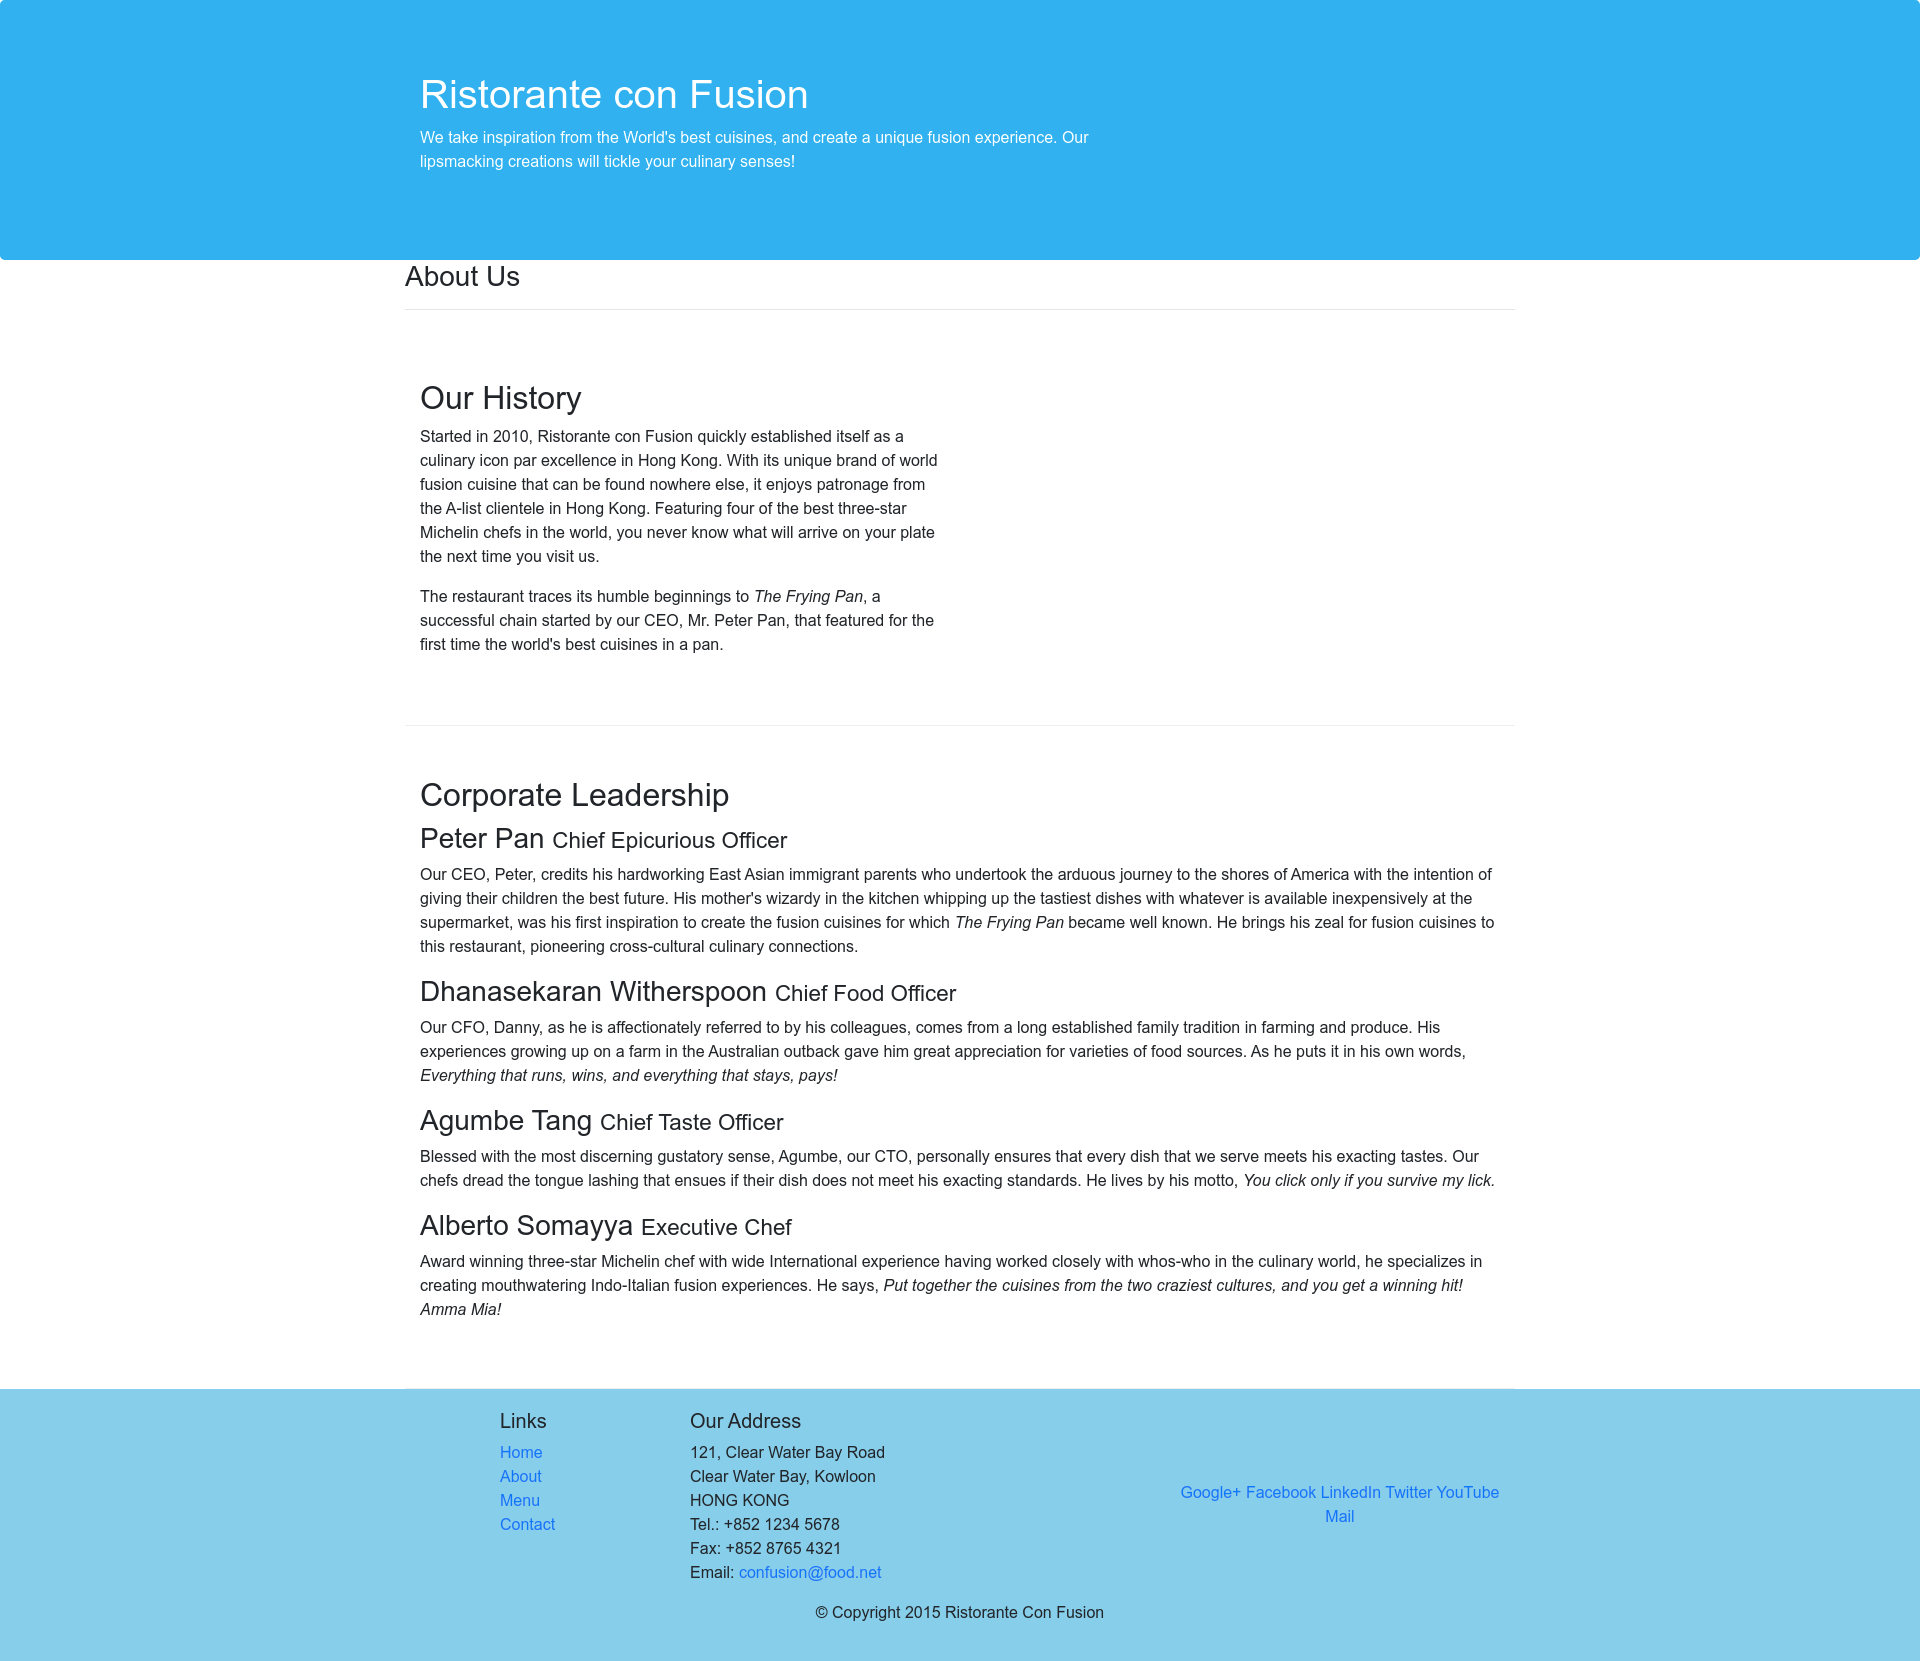 Ristorante con Fusion
We take inspiration from the World's best cuisines, and create a unique fusion experience. Our
lipsmacking creations will tickle your culinary senses!
About Us
Our History
Started in 2010, Ristorante con Fusion quickly established itself as a
culinary icon par excellence in Hong Kong. With its unique brand of world
fusion cuisine that can be found nowhere else, it enjoys patronage from
the A-list clientele in Hong Kong. Featuring four of the best three-star
Michelin chefs in the world, you never know what will arrive on your plate
the next time you visit us.
The restaurant traces its humble beginnings to The Frying Pan, a
successful chain started by our CEO, Mr. Peter Pan, that featured for the
first time the world's best cuisines in a pan.
Corporate Leadership
Peter Pan Chief Epicurious Officer
Our CEO, Peter, credits his hardworking East Asian immigrant parents who undertook the arduous journey to the shores of America with the intention of
giving their children the best future. His mother's wizardy in the kitchen whipping up the tastiest dishes with whatever is available inexpensively at the
supermarket, was his first inspiration to create the fusion cuisines for which The Frying Pan became well known. He brings his zeal for fusion cuisines to
this restaurant, pioneering cross-cultural culinary connections.
Dhanasekaran Witherspoon Chief Food Officer
Our CFO, Danny, as he is affectionately referred to by his colleagues, comes from a long established family tradition in farming and produce. His
experiences growing up on a farm in the Australian outback gave him great appreciation for varieties of food sources. As he puts it in his own words,
Everything that runs, wins, and everything that stays, pays!
Agumbe Tang Chief Taste Officer
Blessed with the most discerning gustatory sense, Agumbe, our CTO, personally ensures that every dish that we serve meets his exacting tastes. Our
chefs dread the tongue lashing that ensues if their dish does not meet his exacting standards. He lives by his motto, You click only if you survive my lick.
Alberto Somayya Executive Chef
Award winning three-star Michelin chef with wide International experience having worked closely with whos-who in the culinary world, he specializes in
creating mouthwatering Indo-Italian fusion experiences. He says, Put together the cuisines from the two craziest cultures, and you get a winning hit!
Amma Mia!
Links
Home
About
Menu
Contact
Our Address
121, Clear Water Bay Road
Clear Water Bay, Kowloon
HONG KONG
Tel.: +852 1234 5678
Fax: +852 8765 4321
Email: confusion@food.net
Google+ Facebook LinkedIn Twitter YouTube
Mail
© Copyright 2015 Ristorante Con Fusion